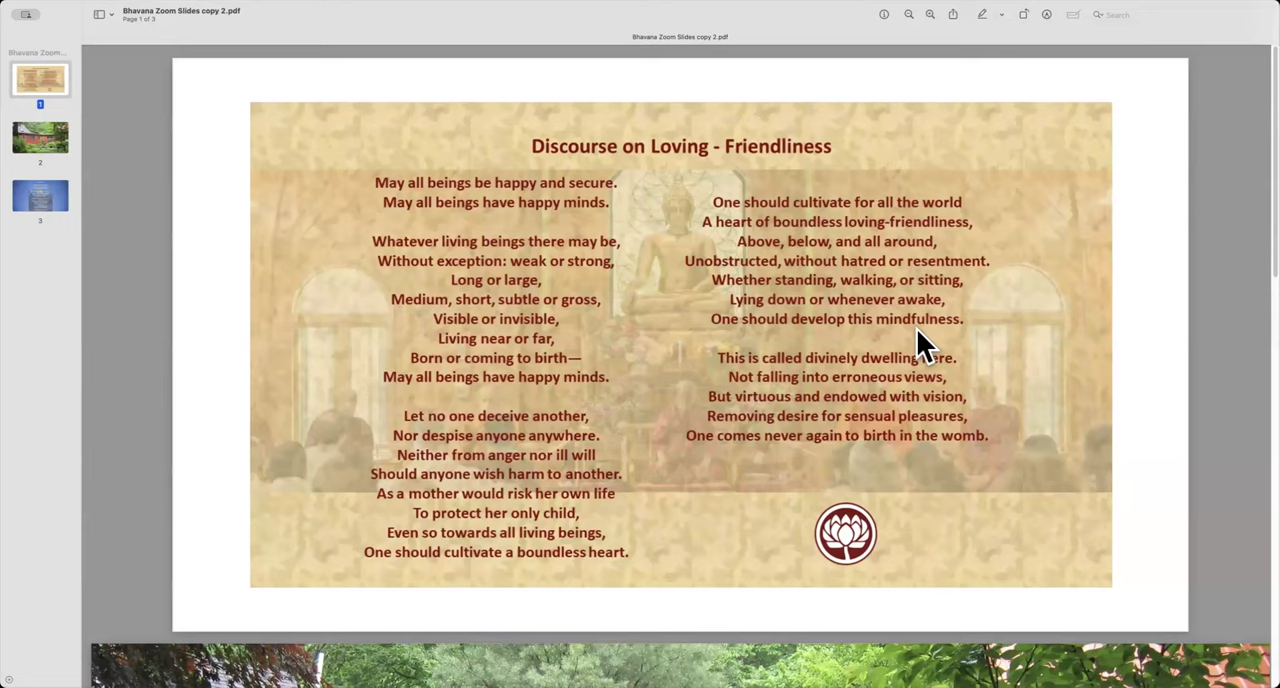 Bhavana Zoom Slides copy 2.pdf
Page 1 of 3
Search
Bhavana Zoom Slides copy 2.pdf
Bhavana Zoom...
1
2
3
Discourse on Loving - Friendliness
May all beings be happy and secure.
May all beings have happy minds.
Whatever living beings there may be,
Without exception: weak or strong,
Long or large,
Medium, short, subtle or gross,
Visible or invisible,
Living near or far,
Born or coming to birth—
May all beings have happy minds.
Let no one deceive another,
Nor despise anyone anywhere.
Neither from anger nor ill will
Should anyone wish harm to another.
As a mother would risk her own life
To protect her only child,
Even so towards all living beings,
One should cultivate a boundless heart.
One should cultivate for all the world
A heart of boundless loving-friendliness,
Above, below, and all around,
Unobstructed, without hatred or resentment.
Whether standing, walking, or sitting,
Lying down or whenever awake,
One should develop this mindfulness.
This is called divinely dwelling here.
Not falling into erroneous views,
But virtuous and endowed with vision,
Removing desire for sensual pleasures,
One comes never again to birth in the womb.